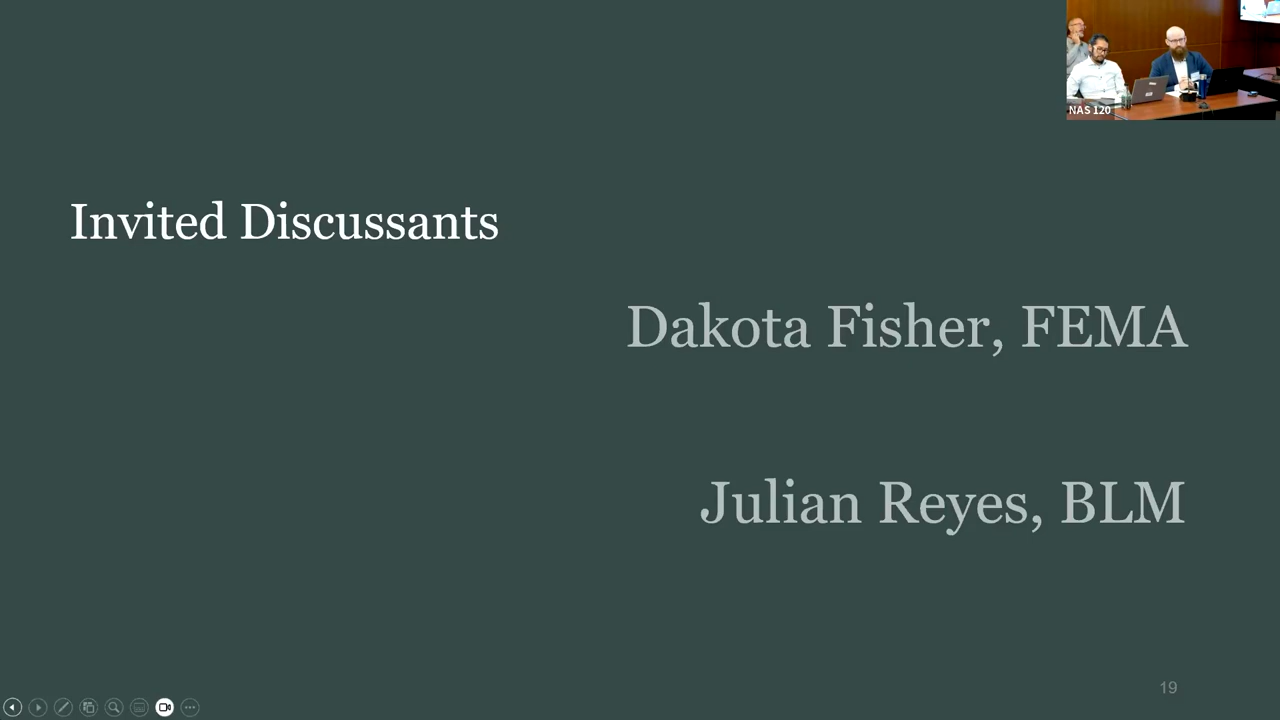 NAS 120
Invited Discussants
Dakota Fisher, FEMA
Julian Reyes, BLM
19